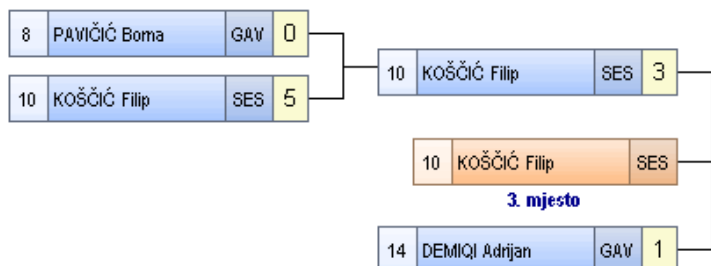 8 PAVIČIĆ Borna GAV 0
10 KOŠČIĆ Filip SES 5
10 KOŠČIĆ Filip SES 3
10 KOŠČIĆ Filip SES
3. mjesto
14 DEMIQI Adrijan GAV 1